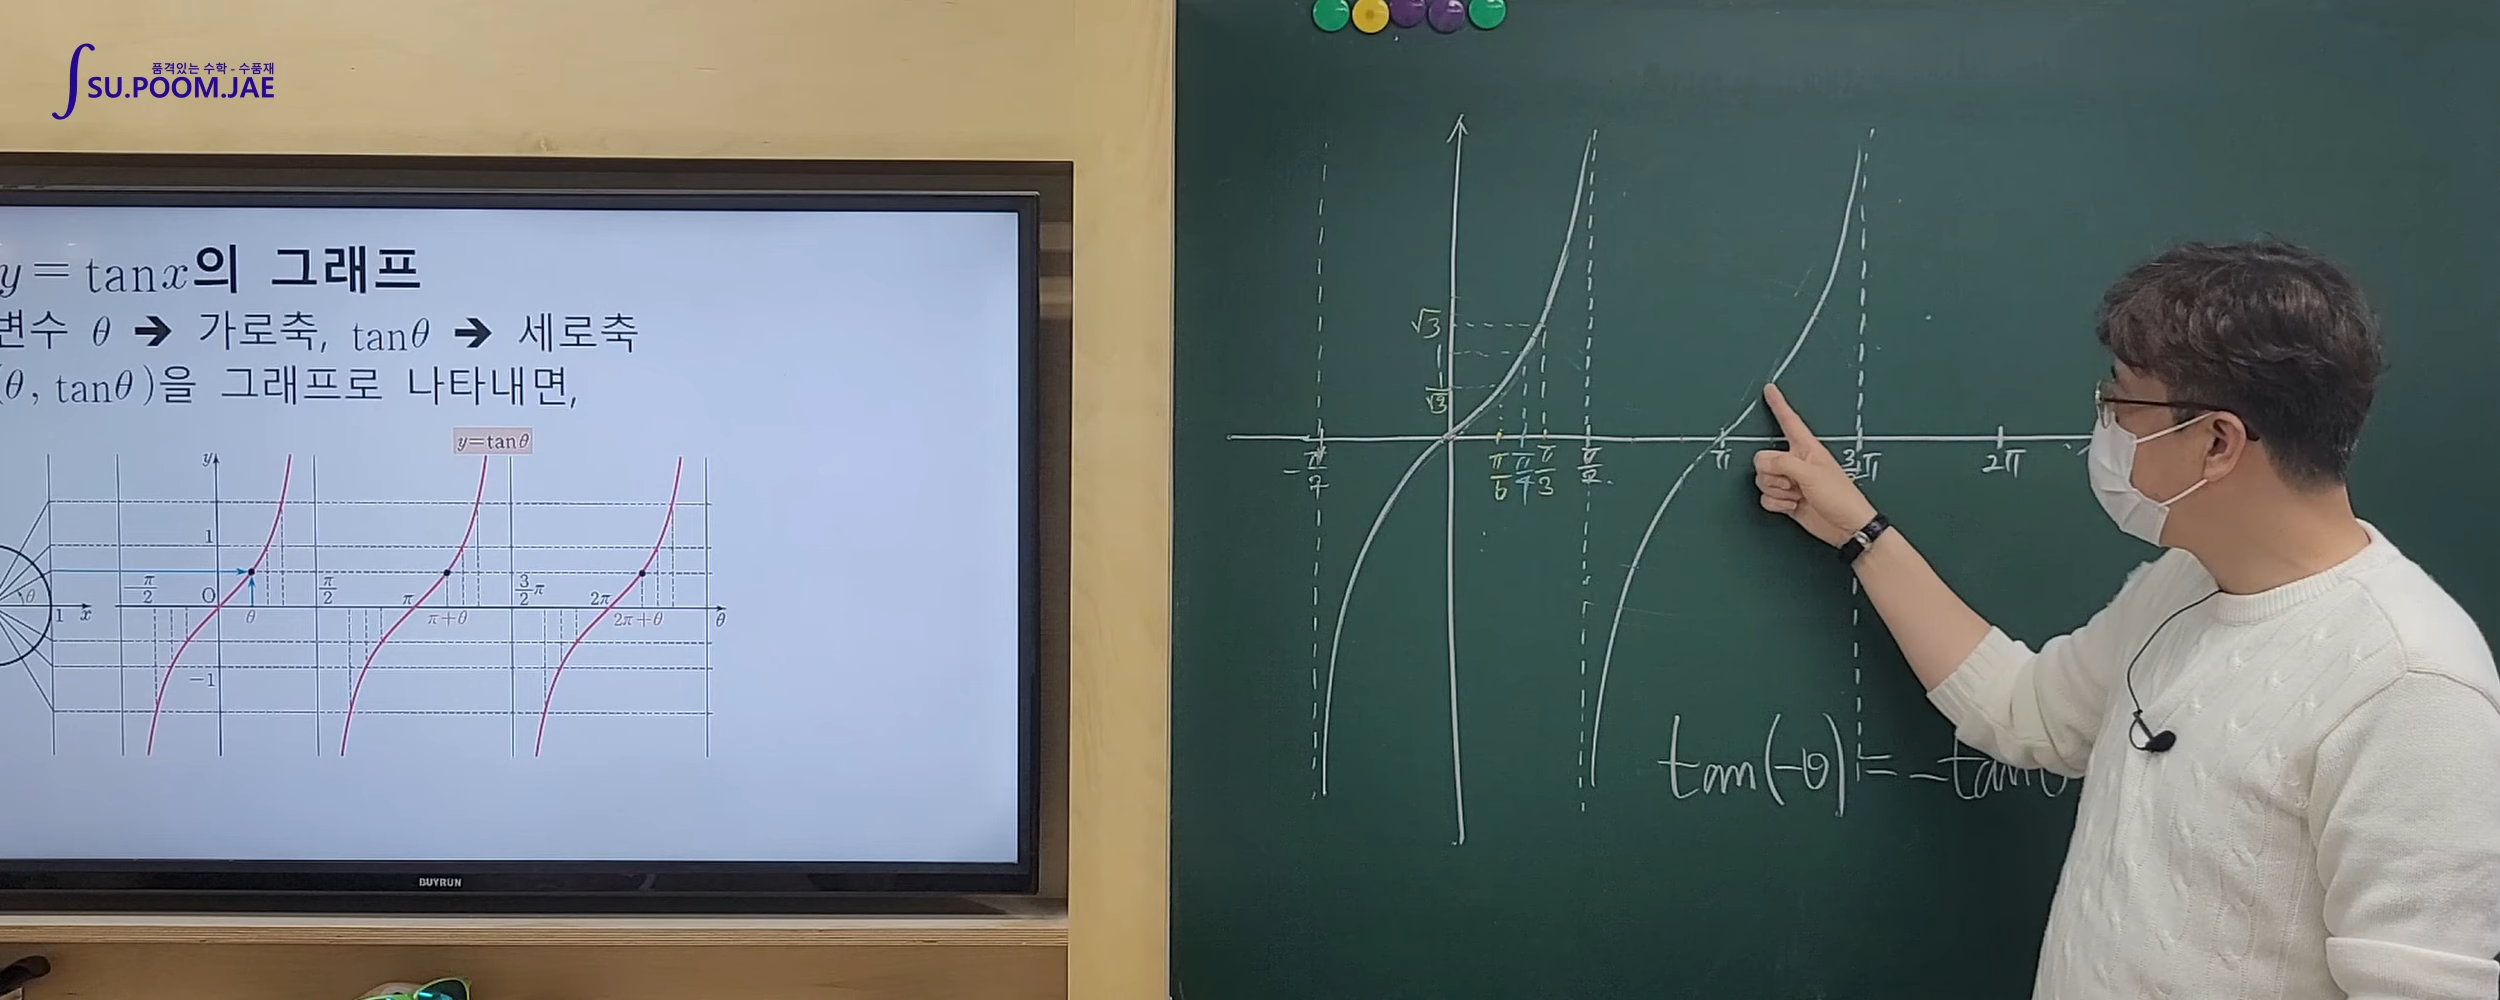 품격있는 수학 - 수품재
SU.POOM.JAE
y = tanx의 그래프
변수 θ → 가로축, tanθ → 세로축
(θ, tanθ)을 그래프로 나타내면,
y=tanθ
y
1
-π/2
O
π/2
π
3/2 π
2π
θ
1
x
θ
π+θ
2π+θ
θ
-1
BUYRUN
√3
1
1/√3
-π/2
π/6
π/4
π/3
π/2
π
3/2 π
2π
tan(-θ) = -tanθ